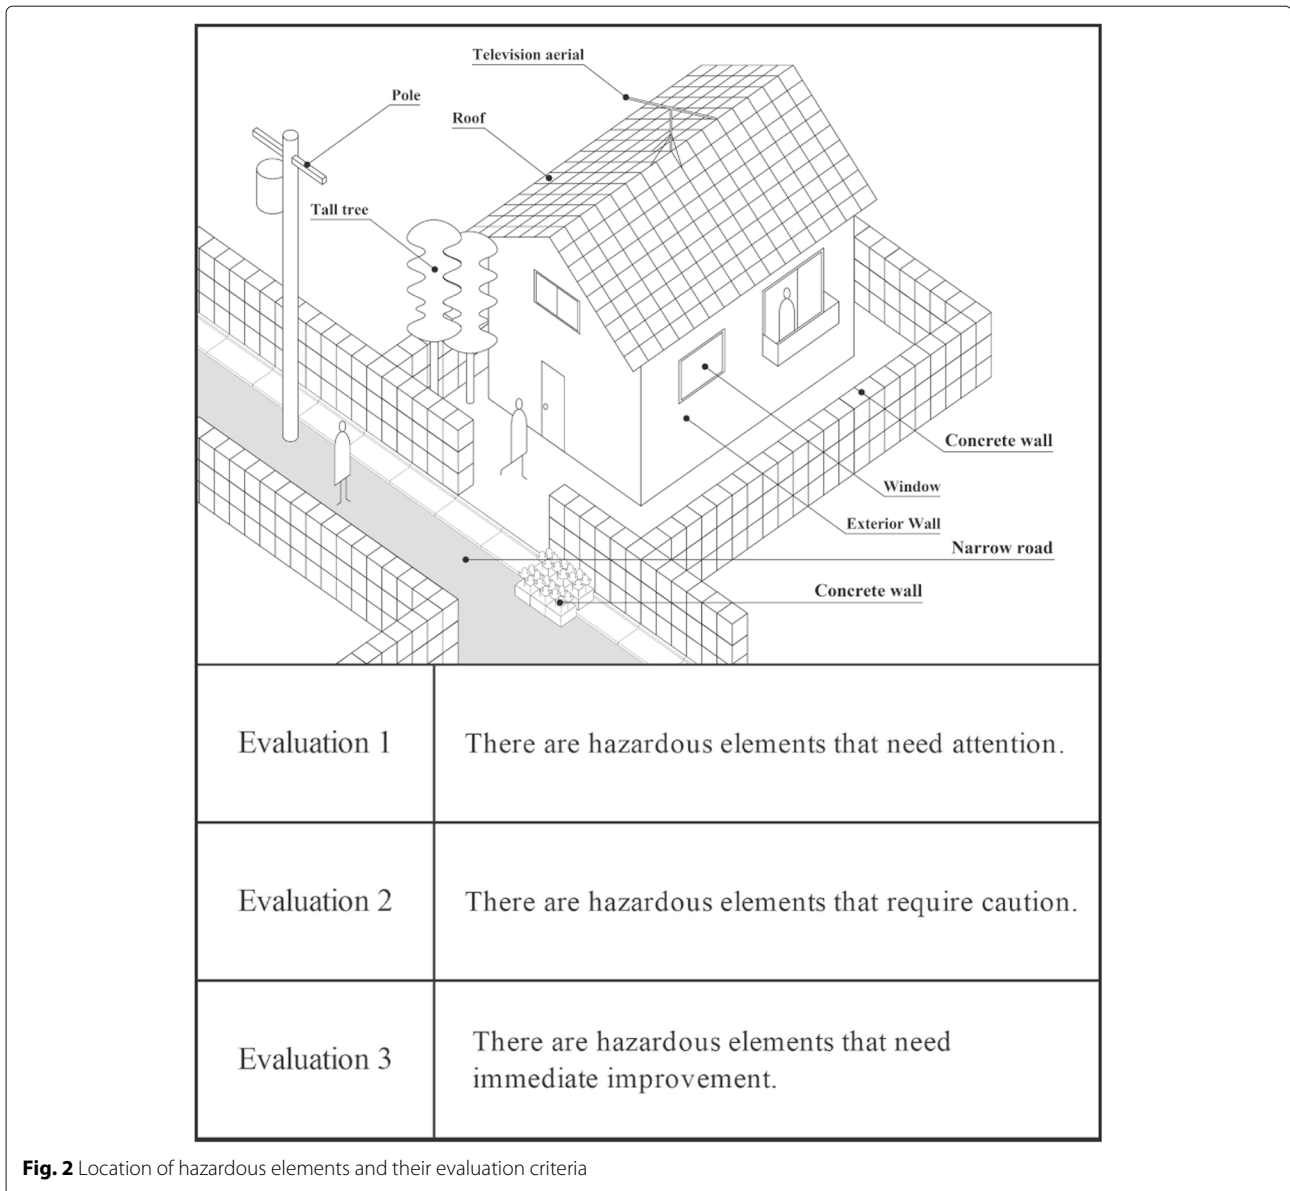 Television aerial
Pole
Roof
Tall tree
Concrete wall
Window
Exterior Wall
Narrow road
Concrete wall
Evaluation 1
There are hazardous elements that need attention.
Evaluation 2
There are hazardous elements that require caution.
Evaluation 3
There are hazardous elements that need
immediate improvement.
Fig. 2 Location of hazardous elements and their evaluation criteria